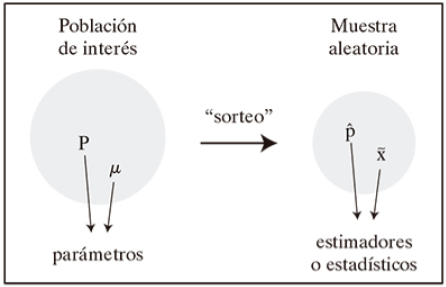 Población
de interés
Muestra
aleatoria
“sorteo”
P
μ
p̂
x̃
parámetros
estimadores
o estadísticos